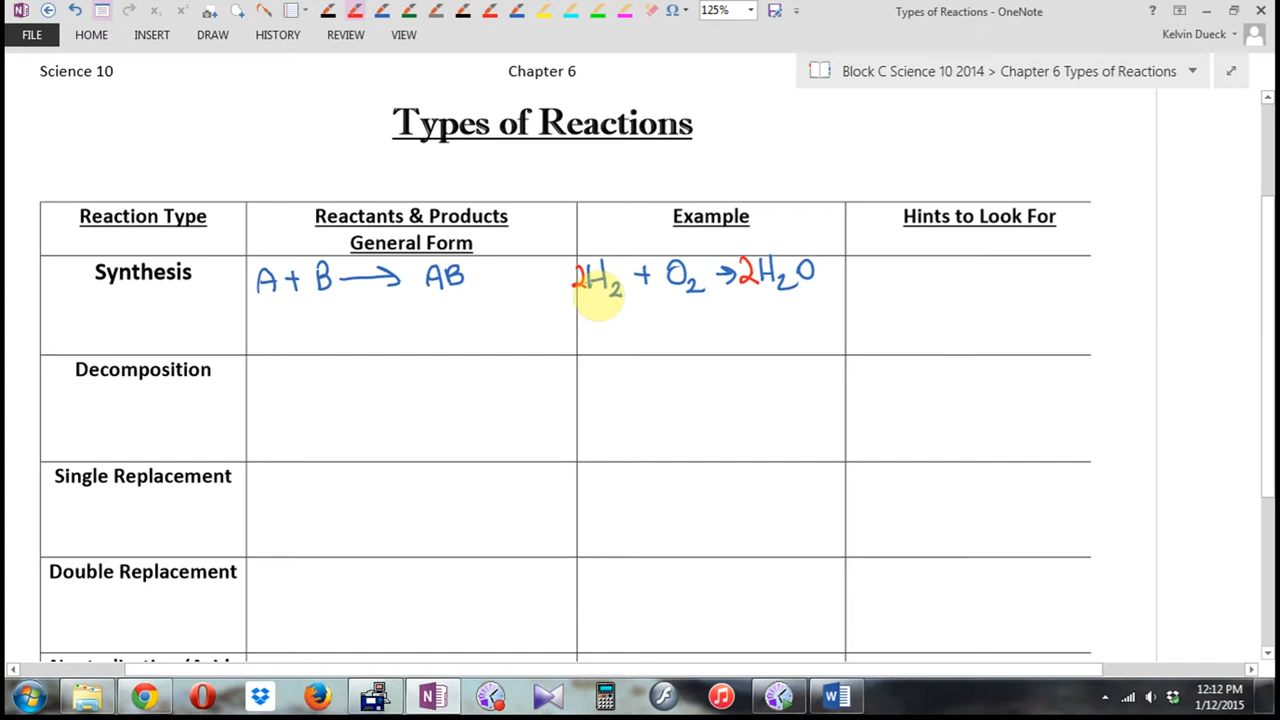 125%
Types of Reactions - OneNote
FILE HOME INSERT DRAW HISTORY REVIEW VIEW
Kelvin Dueck
Science 10
Chapter 6
Block C Science 10 2014 > Chapter 6 Types of Reactions
Types of Reactions
Reaction Type
Reactants & Products
General Form
Example
Hints to Look For
Synthesis
A + B → AB
2H₂ + O₂ → 2H₂O
Decomposition
Single Replacement
Double Replacement
12:12 PM
1/12/2015